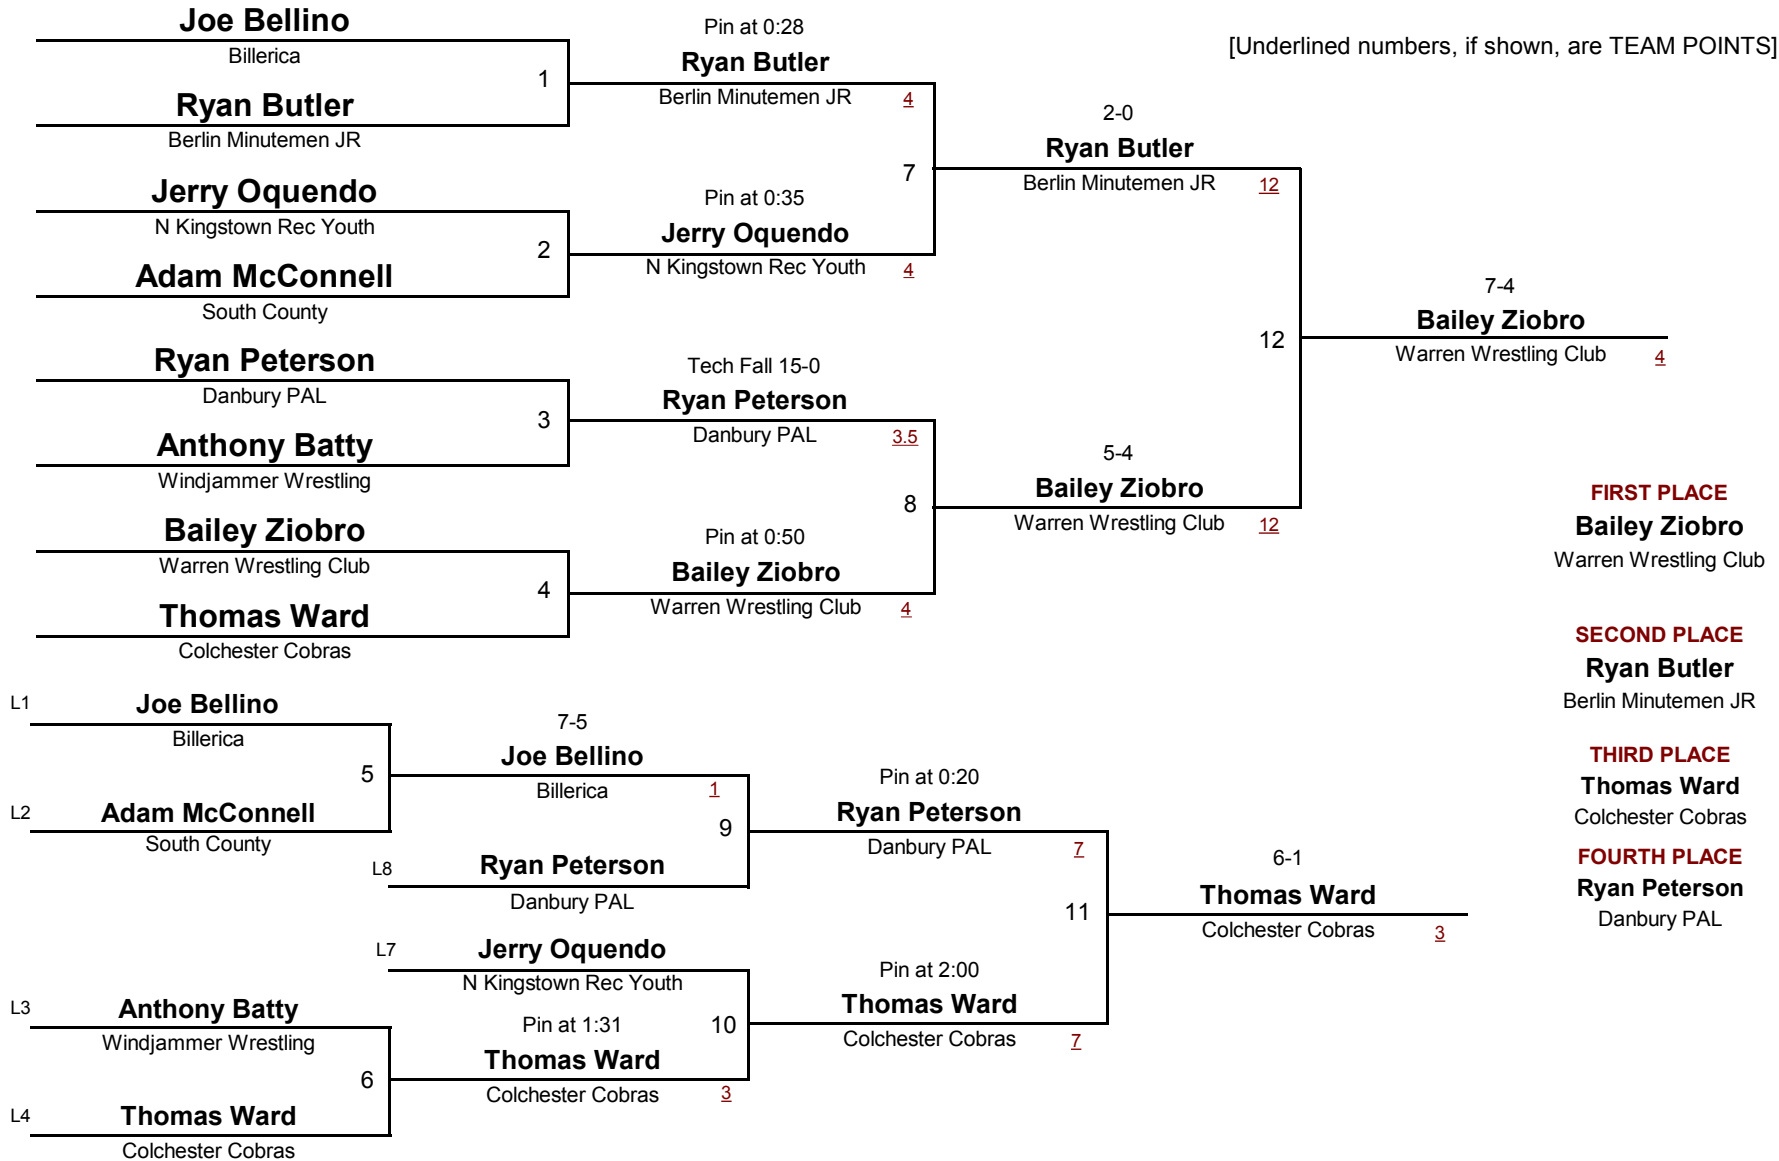 [Underlined numbers, if shown, are TEAM POINTS]
Joe Bellino
Billerica
1
Ryan Butler
Berlin Minutemen JR
Jerry Oquendo
N Kingstown Rec Youth
2
Adam McConnell
South County
Ryan Peterson
Danbury PAL
3
Anthony Batty
Windjammer Wrestling
Bailey Ziobro
Warren Wrestling Club
4
Thomas Ward
Colchester Cobras
Pin at 0:28
Ryan Butler
Berlin Minutemen JR 4
7
Pin at 0:35
Jerry Oquendo
N Kingstown Rec Youth 4
Tech Fall 15-0
Ryan Peterson
Danbury PAL 3.5
8
Pin at 0:50
Bailey Ziobro
Warren Wrestling Club 4
2-0
Ryan Butler
Berlin Minutemen JR 12
12
5-4
Bailey Ziobro
Warren Wrestling Club 12
7-4
Bailey Ziobro
Warren Wrestling Club 4
L1 Joe Bellino
Billerica
5
L2 Adam McConnell
South County
L3 Anthony Batty
Windjammer Wrestling
6
L4 Thomas Ward
Colchester Cobras
7-5
Joe Bellino
Billerica 1
9
L8 Ryan Peterson
Danbury PAL
L7 Jerry Oquendo
N Kingstown Rec Youth
10
Pin at 1:31
Thomas Ward
Colchester Cobras 3
Pin at 0:20
Ryan Peterson
Danbury PAL 7
11
Pin at 2:00
Thomas Ward
Colchester Cobras 7
6-1
Thomas Ward
Colchester Cobras 3
FIRST PLACE
Bailey Ziobro
Warren Wrestling Club
SECOND PLACE
Ryan Butler
Berlin Minutemen JR
THIRD PLACE
Thomas Ward
Colchester Cobras
FOURTH PLACE
Ryan Peterson
Danbury PAL